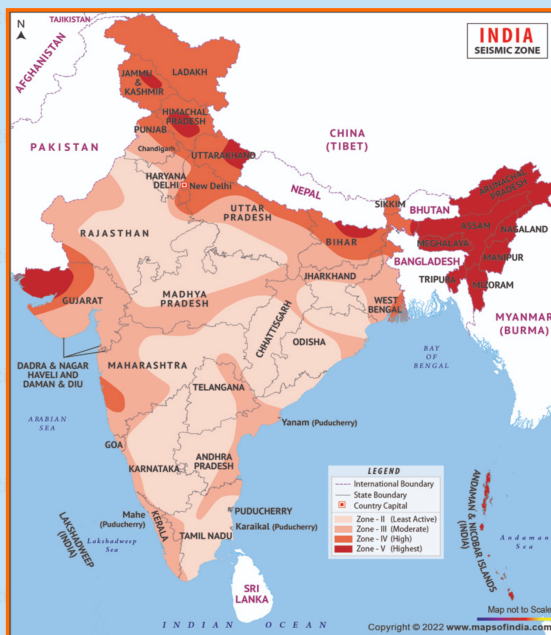 N
TAJIKISTAN
AFGHANISTAN
INDIA
SEISMIC ZONE
LADAKH
JAMMU
&
KASHMIR
HIMACHAL
PRADESH
PUNJAB
Chandigarh
UTTARAKHAND
CHINA
(TIBET)
PAKISTAN
HARYANA
DELHI
New Delhi
NEPAL
ARUNACHAL
PRADESH
SIKKIM
BHUTAN
UTTAR
PRADESH
RAJASTHAN
ASSAM
NAGALAND
BIHAR
MEGHALAYA
BANGLADESH
MANIPUR
TRIPURA
MIZORAM
JHARKHAND
GUJARAT
MADHYA
PRADESH
WEST
BENGAL
CHHATTISGARH
MYANMAR
(BURMA)
ODISHA
DADRA & NAGAR
HAVELI AND
DAMAN & DIU
MAHARASHTRA
BAY
OF
BENGAL
TELANGANA
ARABIAN
SEA
Yanam (Puducherry)
GOA
ANDHRA
PRADESH
KARNATAKA
LEGEND
International Boundary
State Boundary
Country Capital
Zone - II (Least Active)
Zone - III (Moderate)
Zone - IV (High)
Zone - V (Highest)
ANDAMAN & NICOBAR ISLANDS
(INDIA)
Andaman
Sea
LAKSHADWEEP
(INDIA)
Mahe
(Puducherry)
PUDUCHERRY
Karaikal (Puducherry)
Lakshadweep
Sea
KERALA
TAMIL NADU
SRI
LANKA
Map not to Scale
INDIAN OCEAN
Copyright © 2022 www.mapsofindia.com